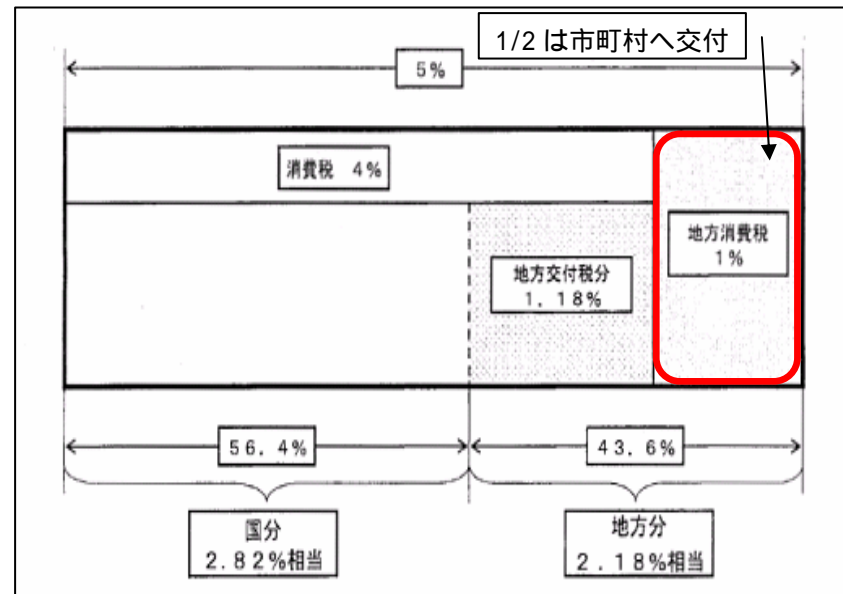 1/2 は市町村へ交付
5%
消費税 4%
地方消費税
1%
地方交付税分
1.18%
56.4%
43.6%
国分
2.82%相当
地方分
2.18%相当